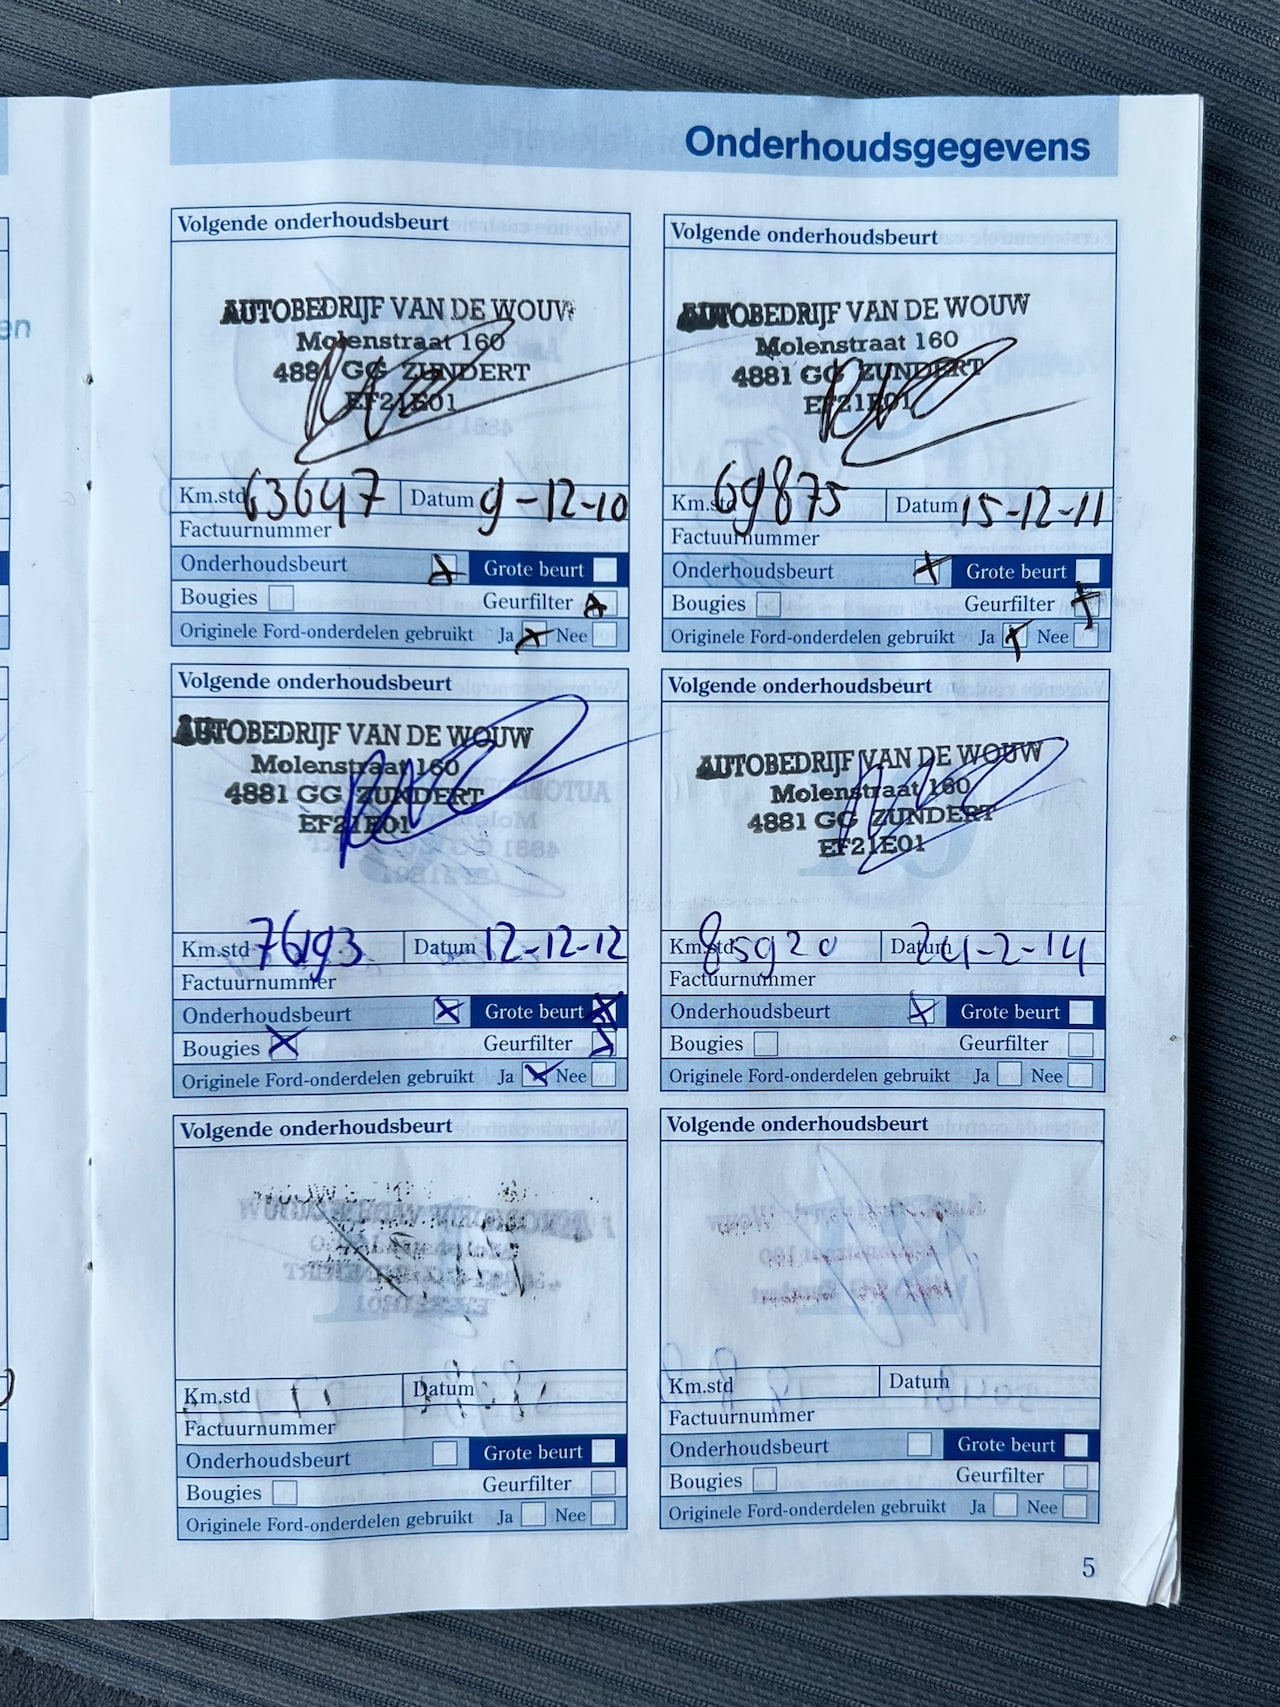 en
Onderhoudsgegevens
Volgende onderhoudsbeurt
AUTOBEDRIJF VAN DE WOUW
Molenstraat 160
4881 GG ZUNDERT
EF21E01
Km.std 63647 Datum 9-12-10
Factuurnummer
Onderhoudsbeurt Grote beurt
Bougies Geurfilter
Originele Ford-onderdelen gebruikt Ja Nee
Volgende onderhoudsbeurt
AUTOBEDRIJF VAN DE WOUW
Molenstraat 160
4881 GG ZUNDERT
EF21E01
Km.std 69875 Datum 15-12-11
Factuurnummer
Onderhoudsbeurt Grote beurt
Bougies Geurfilter
Originele Ford-onderdelen gebruikt Ja Nee
Volgende onderhoudsbeurt
AUTOBEDRIJF VAN DE WOUW
Molenstraat 160
4881 GG ZUNDERT
EF21E01
Km.std 76193 Datum 12-12-12
Factuurnummer
Onderhoudsbeurt Grote beurt
Bougies Geurfilter
Originele Ford-onderdelen gebruikt Ja Nee
Volgende onderhoudsbeurt
AUTOBEDRIJF VAN DE WOUW
Molenstraat 160
4881 GG ZUNDERT
EF21E01
Km.std 85920 Datum 24-2-14
Factuurnummer
Onderhoudsbeurt Grote beurt
Bougies Geurfilter
Originele Ford-onderdelen gebruikt Ja Nee
Volgende onderhoudsbeurt
Km.std Datum
Factuurnummer
Onderhoudsbeurt Grote beurt
Bougies Geurfilter
Originele Ford-onderdelen gebruikt Ja Nee
Volgende onderhoudsbeurt
Km.std Datum
Factuurnummer
Onderhoudsbeurt Grote beurt
Bougies Geurfilter
Originele Ford-onderdelen gebruikt Ja Nee
5